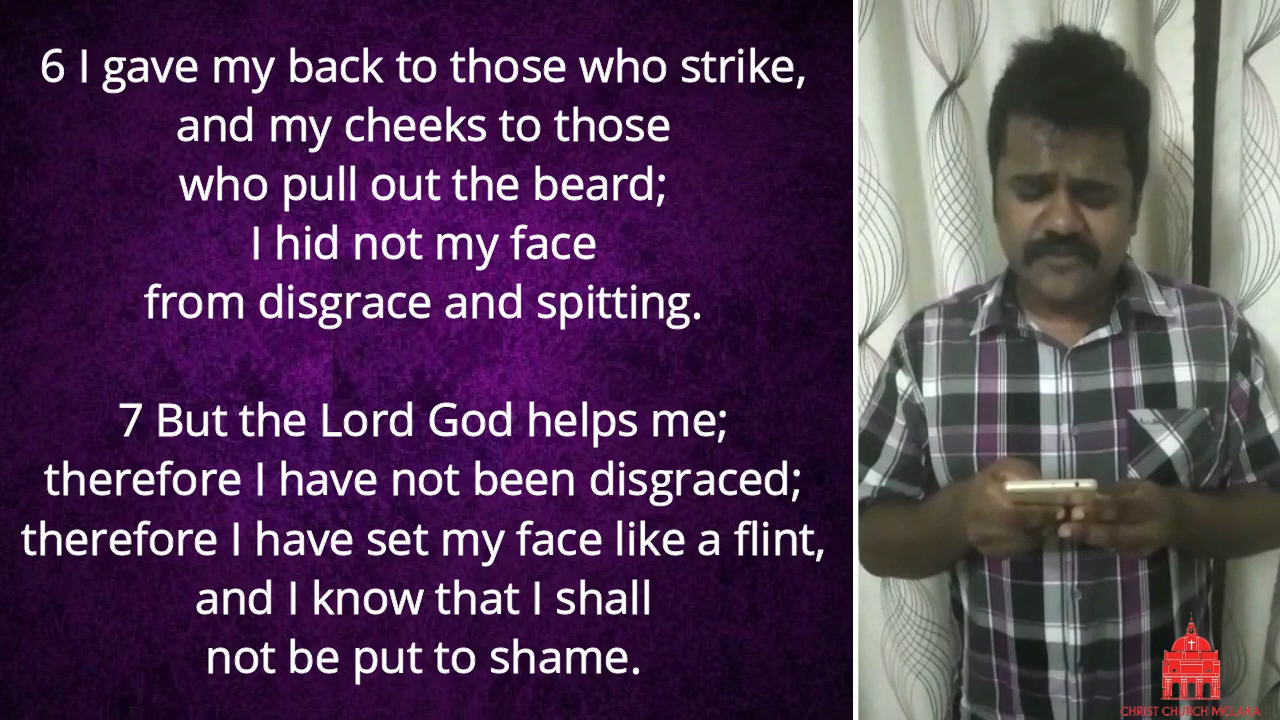 6 I gave my back to those who strike,
and my cheeks to those
who pull out the beard;
I hid not my face
from disgrace and spitting.
7 But the Lord God helps me;
therefore I have not been disgraced;
therefore I have set my face like a flint,
and I know that I shall
not be put to shame.
CHRIST CHURCH MELAKA